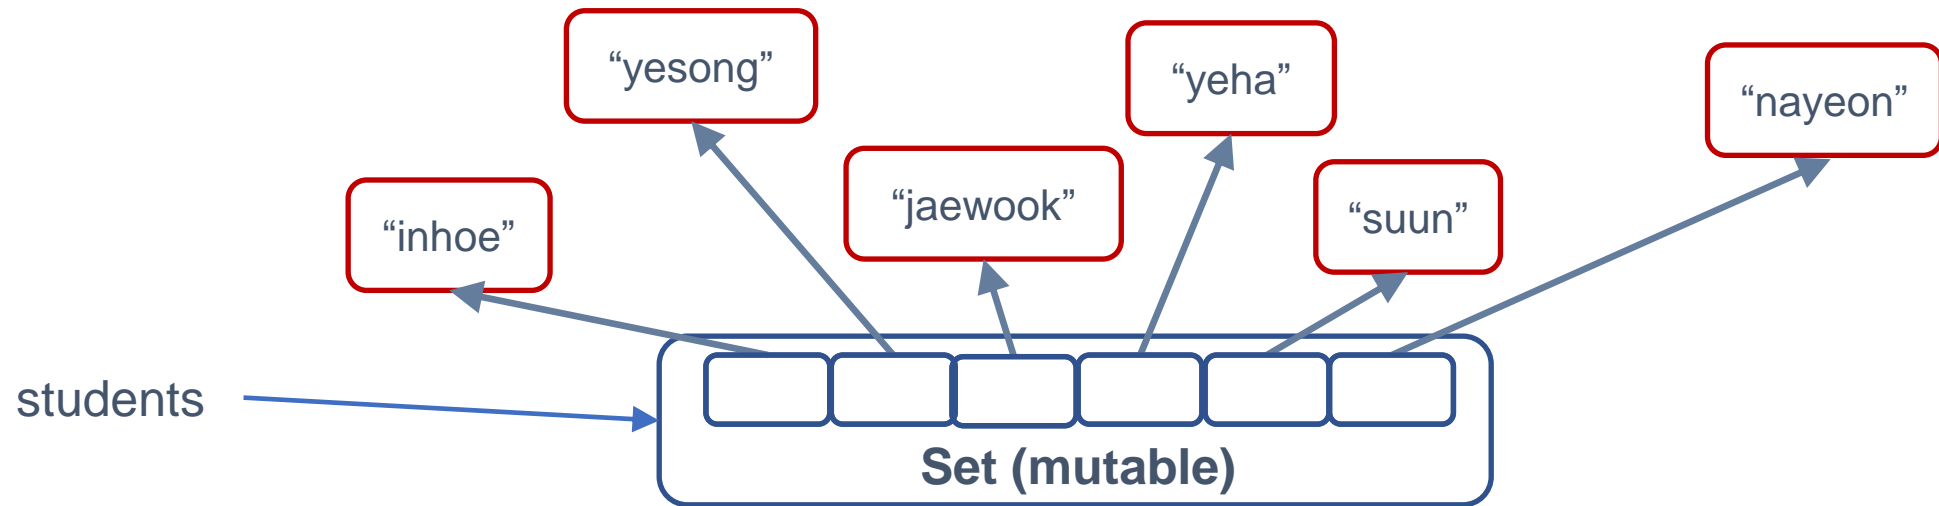 “yesong”
“yeha”
“nayeon”
“jaewook”
“suun”
“inhoe”
students
Set (mutable)